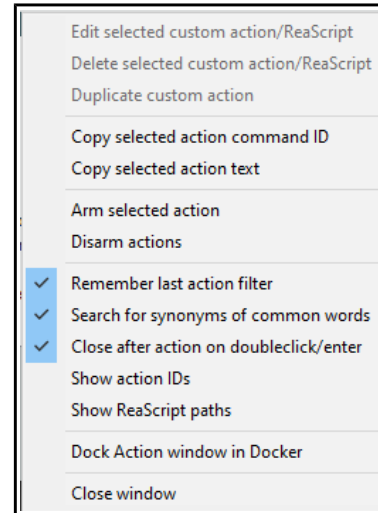 Edit selected custom action/ReaScript
Delete selected custom action/ReaScript
Duplicate custom action
Copy selected action command ID
Copy selected action text
Arm selected action
Disarm actions
Remember last action filter
Search for synonyms of common words
Close after action on doubleclick/enter
Show action IDs
Show ReaScript paths
Dock Action window in Docker
Close window